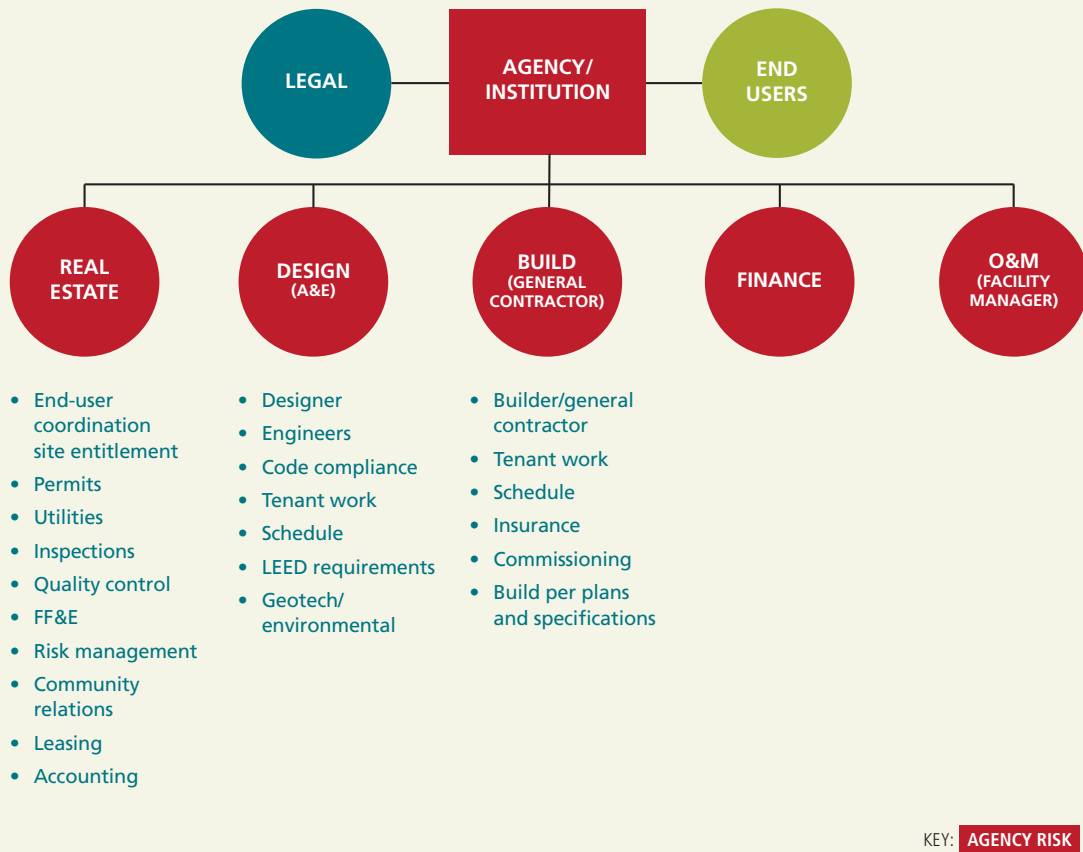 LEGAL
AGENCY/
INSTITUTION
END
USERS
REAL
ESTATE
DESIGN
(A&E)
BUILD
(GENERAL
CONTRACTOR)
FINANCE
O&M
(FACILITY
MANAGER)
• End-user
coordination
site entitlement
• Permits
• Utilities
• Inspections
• Quality control
• FF&E
• Risk management
• Community
relations
• Leasing
• Accounting
• Designer
• Engineers
• Code compliance
• Tenant work
• Schedule
• LEED requirements
• Geotech/
environmental
• Builder/general
contractor
• Tenant work
• Schedule
• Insurance
• Commissioning
• Build per plans
and specifications
KEY: AGENCY RISK